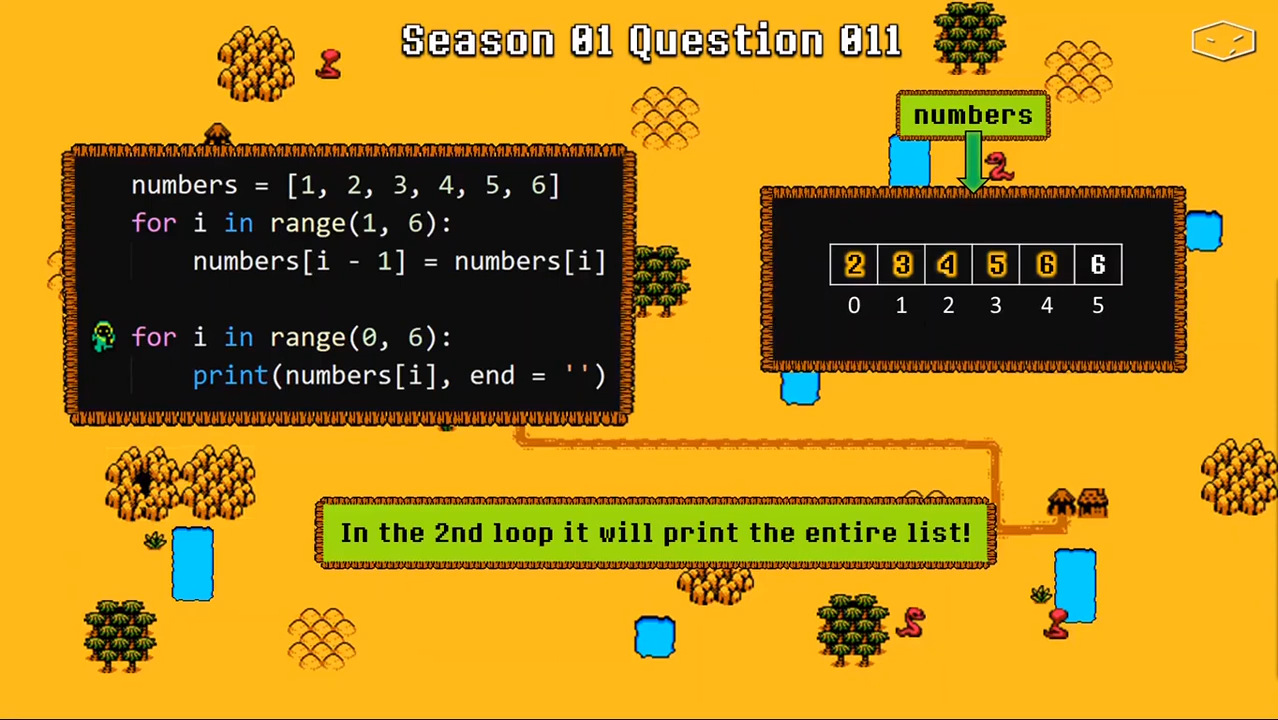 Season 01 Question 011
numbers = [1, 2, 3, 4, 5, 6]
for i in range(1, 6):
numbers[i - 1] = numbers[i]
for i in range(0, 6):
print(numbers[i], end = '')
numbers
2 3 4 5 6 6
0 1 2 3 4 5
In the 2nd loop it will print the entire list!